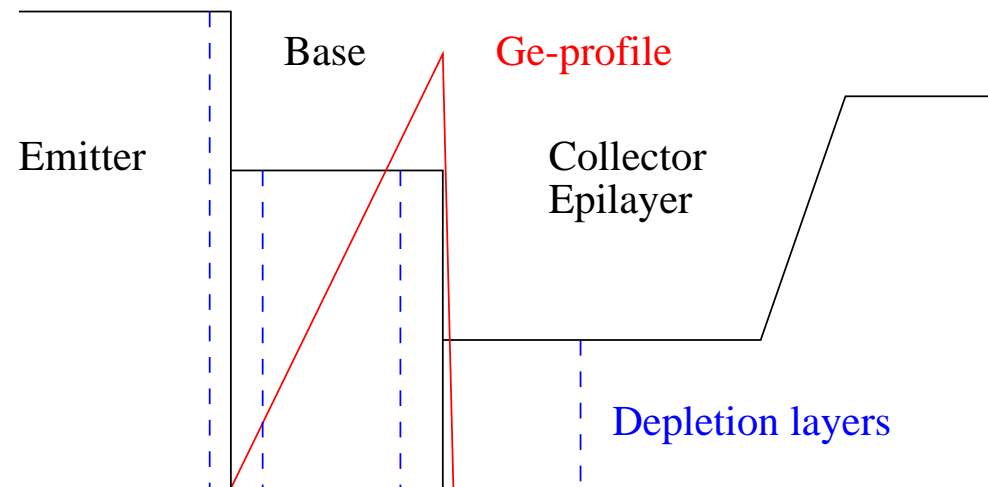 Base
Ge-profile
Emitter
Collector
Epilayer
Depletion layers